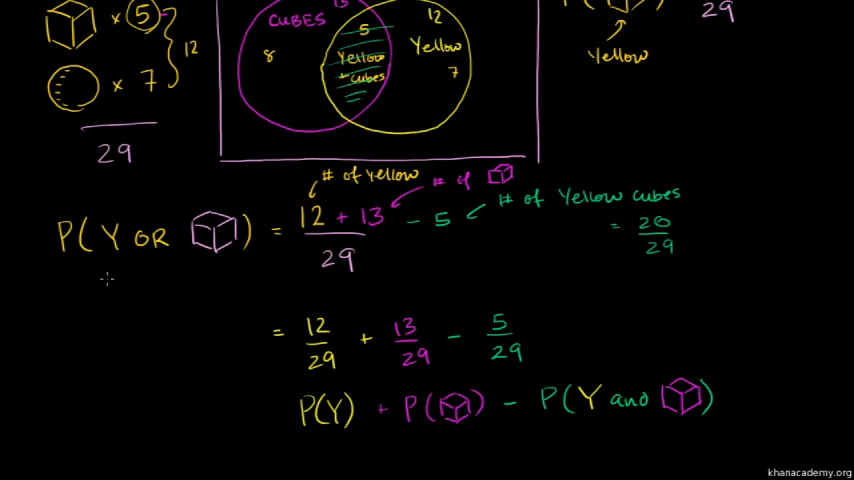 × 5
12
× 7
29
CUBES 13
8
5
Yellow
+ cubes
12
Yellow
7
Yellow
29
# of yellow
# of
# of Yellow cubes
P( Y OR ) = 12 + 13 - 5 = 20/29
29
= 12/29 + 13/29 - 5/29
P(Y) + P( ) - P( Y and )
khanacademy.org